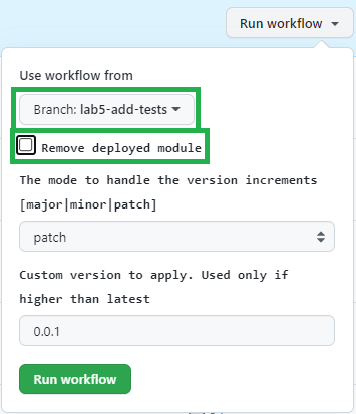 Run workflow
Use workflow from
Branch: lab5-add-tests
Remove deployed module
The mode to handle the version increments
[major|minor|patch]
patch
Custom version to apply. Used only if
higher than latest
0.0.1
Run workflow